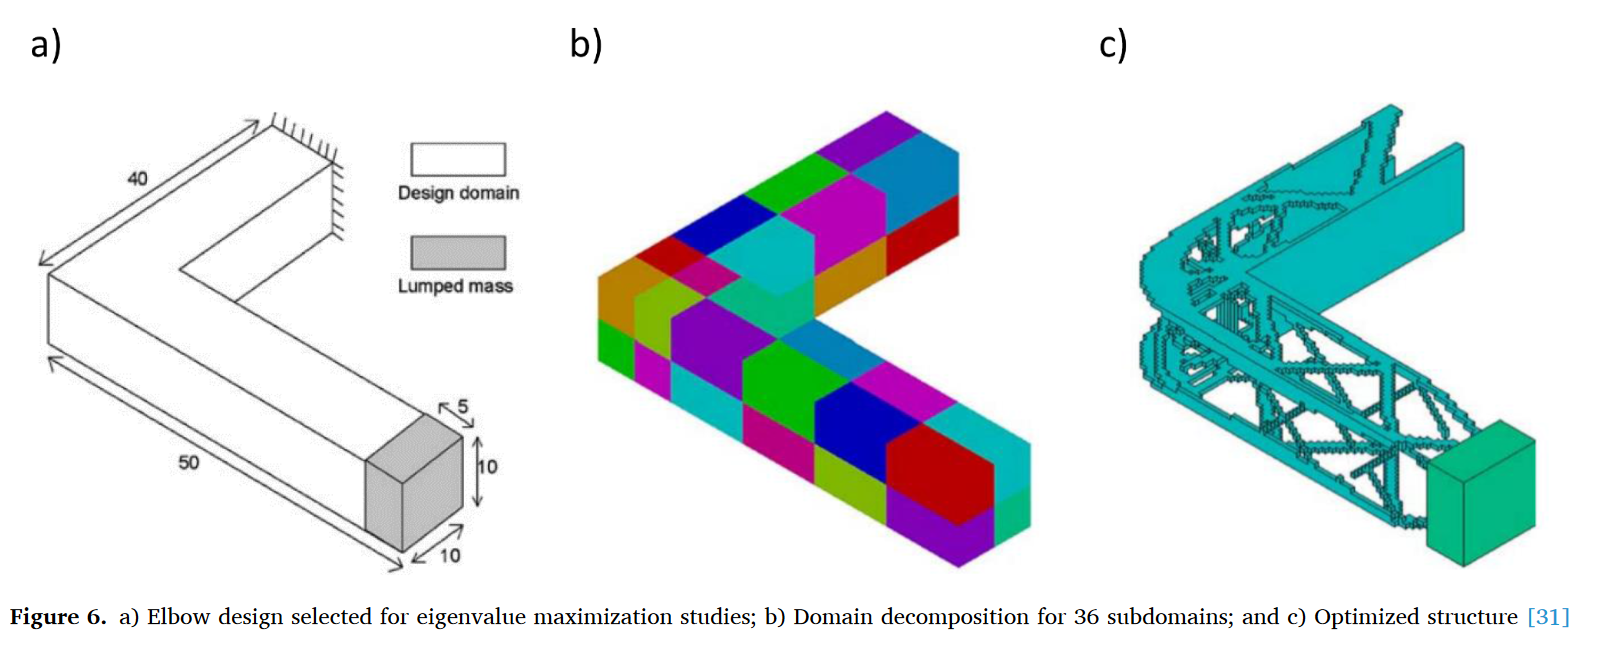 a)
b)
c)
40
Design domain
Lumped mass
5
10
50
10
Figure 6. a) Elbow design selected for eigenvalue maximization studies; b) Domain decomposition for 36 subdomains; and c) Optimized structure [31]